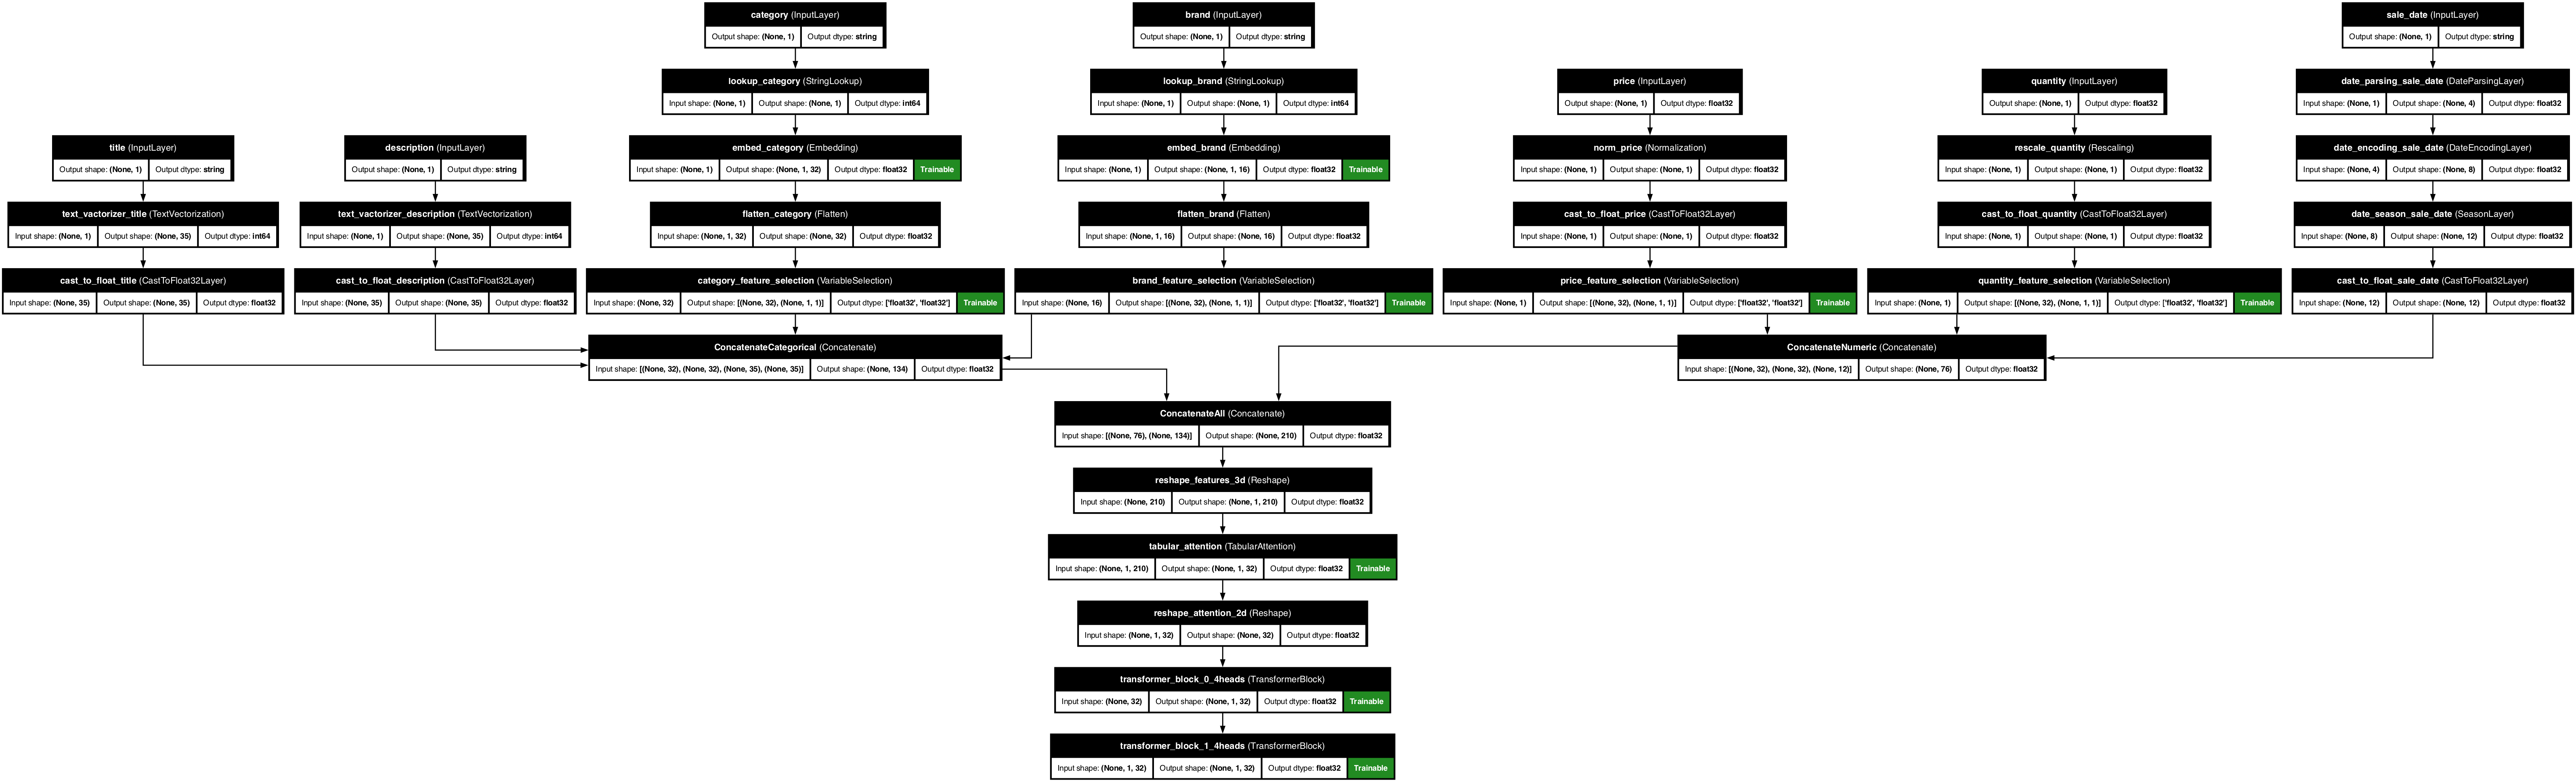 category (InputLayer)
Output shape: (None, 1) Output dtype: string
brand (InputLayer)
Output shape: (None, 1) Output dtype: string
sale_date (InputLayer)
Output shape: (None, 1) Output dtype: string
lookup_category (StringLookup)
Input shape: (None, 1) Output shape: (None, 1) Output dtype: int64
lookup_brand (StringLookup)
Input shape: (None, 1) Output shape: (None, 1) Output dtype: int64
price (InputLayer)
Output shape: (None, 1) Output dtype: float32
quantity (InputLayer)
Output shape: (None, 1) Output dtype: float32
date_parsing_sale_date (DateParsingLayer)
Input shape: (None, 1) Output shape: (None, 4) Output dtype: float32
title (InputLayer)
Output shape: (None, 1) Output dtype: string
description (InputLayer)
Output shape: (None, 1) Output dtype: string
embed_category (Embedding)
Input shape: (None, 1) Output shape: (None, 1, 32) Output dtype: float32 Trainable
embed_brand (Embedding)
Input shape: (None, 1) Output shape: (None, 1, 16) Output dtype: float32 Trainable
norm_price (Normalization)
Input shape: (None, 1) Output shape: (None, 1) Output dtype: float32
rescale_quantity (Rescaling)
Input shape: (None, 1) Output shape: (None, 1) Output dtype: float32
date_encoding_sale_date (DateEncodingLayer)
Input shape: (None, 4) Output shape: (None, 8) Output dtype: float32
text_vactorizer_title (TextVectorization)
Input shape: (None, 1) Output shape: (None, 35) Output dtype: int64
text_vactorizer_description (TextVectorization)
Input shape: (None, 1) Output shape: (None, 35) Output dtype: int64
flatten_category (Flatten)
Input shape: (None, 1, 32) Output shape: (None, 32) Output dtype: float32
flatten_brand (Flatten)
Input shape: (None, 1, 16) Output shape: (None, 16) Output dtype: float32
cast_to_float_price (CastToFloat32Layer)
Input shape: (None, 1) Output shape: (None, 1) Output dtype: float32
cast_to_float_quantity (CastToFloat32Layer)
Input shape: (None, 1) Output shape: (None, 1) Output dtype: float32
date_season_sale_date (SeasonLayer)
Input shape: (None, 8) Output shape: (None, 12) Output dtype: float32
cast_to_float_title (CastToFloat32Layer)
Input shape: (None, 35) Output shape: (None, 35) Output dtype: float32
cast_to_float_description (CastToFloat32Layer)
Input shape: (None, 35) Output shape: (None, 35) Output dtype: float32
category_feature_selection (VariableSelection)
Input shape: (None, 32) Output shape: [(None, 32), (None, 1, 1)] Output dtype: ['float32', 'float32'] Trainable
brand_feature_selection (VariableSelection)
Input shape: (None, 16) Output shape: [(None, 32), (None, 1, 1)] Output dtype: ['float32', 'float32'] Trainable
price_feature_selection (VariableSelection)
Input shape: (None, 1) Output shape: [(None, 32), (None, 1, 1)] Output dtype: ['float32', 'float32'] Trainable
quantity_feature_selection (VariableSelection)
Input shape: (None, 1) Output shape: [(None, 32), (None, 1, 1)] Output dtype: ['float32', 'float32'] Trainable
cast_to_float_sale_date (CastToFloat32Layer)
Input shape: (None, 12) Output shape: (None, 12) Output dtype: float32
ConcatenateCategorical (Concatenate)
Input shape: [(None, 32), (None, 32), (None, 35), (None, 35)] Output shape: (None, 134) Output dtype: float32
ConcatenateNumeric (Concatenate)
Input shape: [(None, 32), (None, 32), (None, 12)] Output shape: (None, 76) Output dtype: float32
ConcatenateAll (Concatenate)
Input shape: [(None, 76), (None, 134)] Output shape: (None, 210) Output dtype: float32
reshape_features_3d (Reshape)
Input shape: (None, 210) Output shape: (None, 1, 210) Output dtype: float32
tabular_attention (TabularAttention)
Input shape: (None, 1, 210) Output shape: (None, 1, 32) Output dtype: float32 Trainable
reshape_attention_2d (Reshape)
Input shape: (None, 1, 32) Output shape: (None, 32) Output dtype: float32
transformer_block_0_4heads (TransformerBlock)
Input shape: (None, 32) Output shape: (None, 1, 32) Output dtype: float32 Trainable
transformer_block_1_4heads (TransformerBlock)
Input shape: (None, 1, 32) Output shape: (None, 1, 32) Output dtype: float32 Trainable